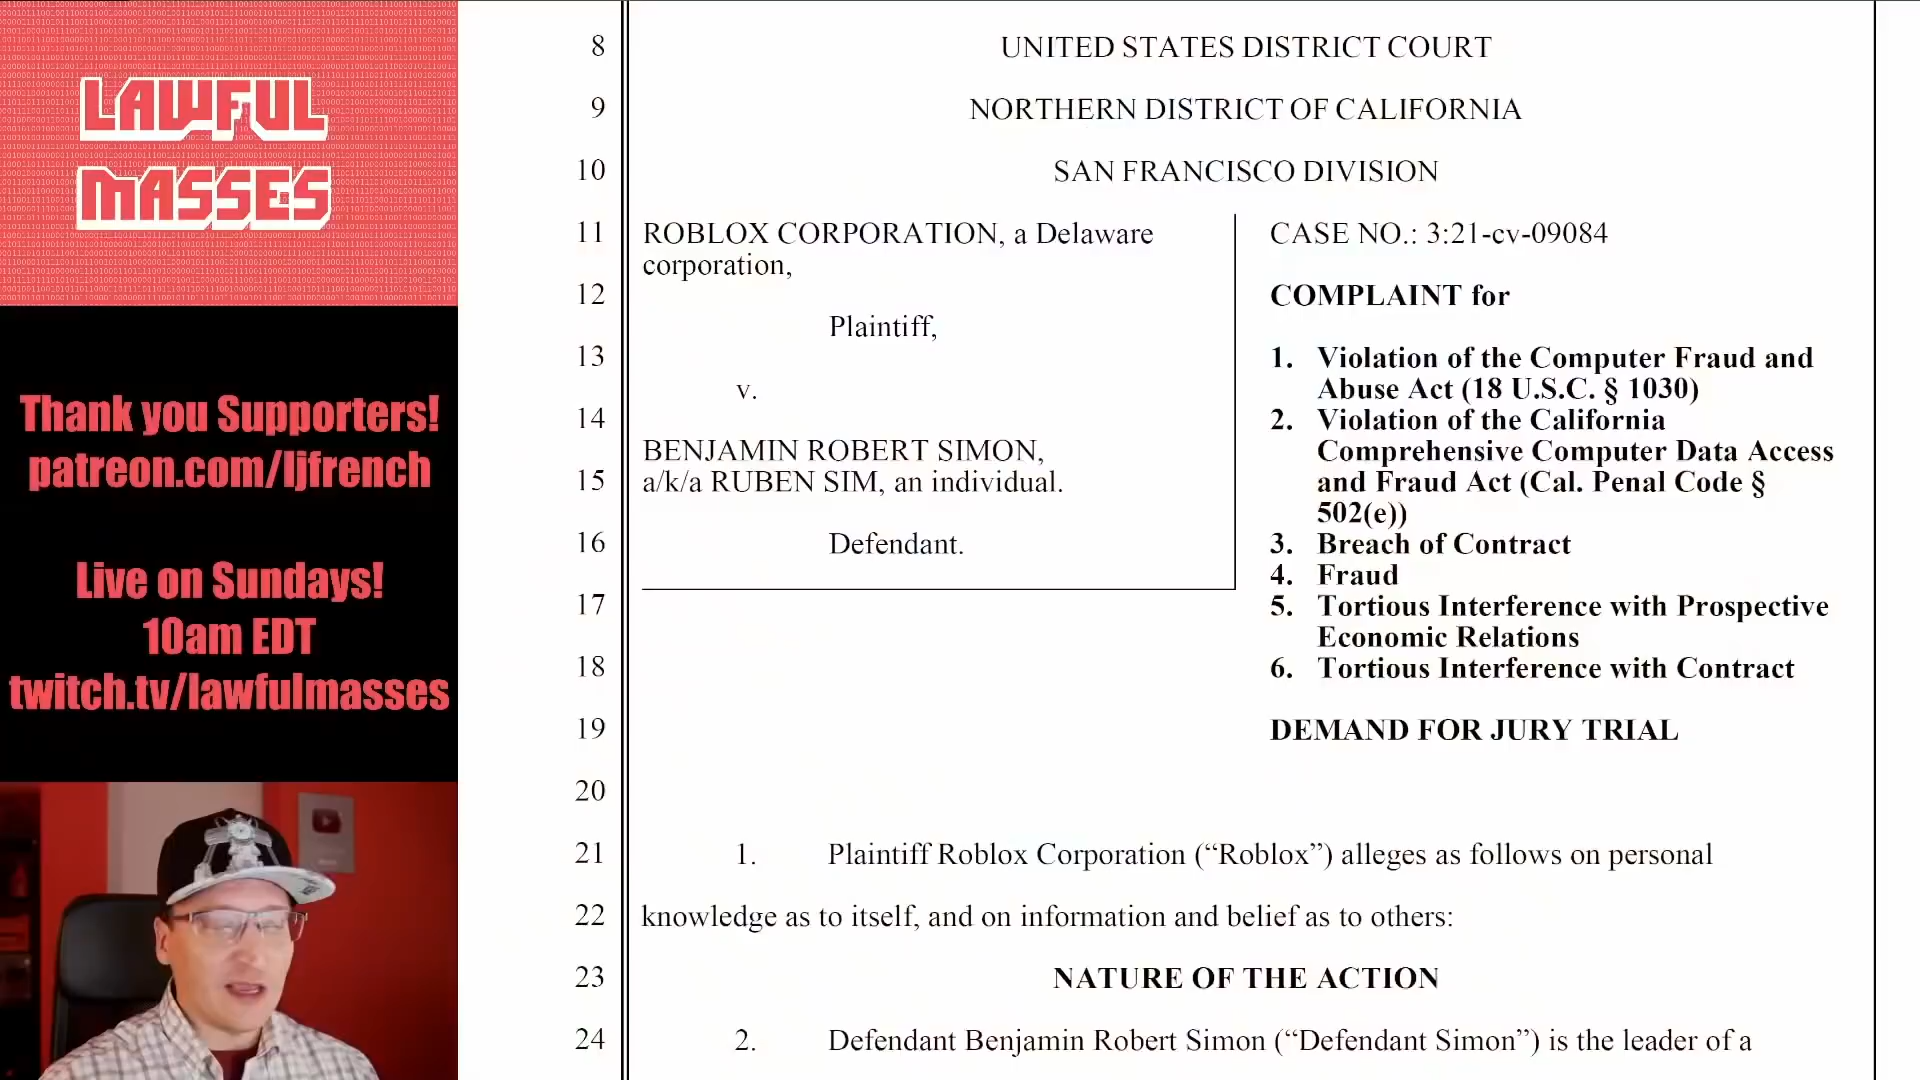 LAWFUL
MASSES
Thank you Supporters!
patreon.com/ljfrench
Live on Sundays!
10am EDT
twitch.tv/lawfulmasses
8 UNITED STATES DISTRICT COURT
9 NORTHERN DISTRICT OF CALIFORNIA
10 SAN FRANCISCO DIVISION
11 ROBLOX CORPORATION, a Delaware
corporation,
12
Plaintiff,
13
v.
14
BENJAMIN ROBERT SIMON,
15 a/k/a RUBEN SIM, an individual.
16 Defendant.
CASE NO.: 3:21-cv-09084
COMPLAINT for
1. Violation of the Computer Fraud and
Abuse Act (18 U.S.C. § 1030)
2. Violation of the California
Comprehensive Computer Data Access
and Fraud Act (Cal. Penal Code §
502(e))
3. Breach of Contract
4. Fraud
17 5. Tortious Interference with Prospective
Economic Relations
18 6. Tortious Interference with Contract
19 DEMAND FOR JURY TRIAL
20
21 1. Plaintiff Roblox Corporation (“Roblox”) alleges as follows on personal
22 knowledge as to itself, and on information and belief as to others:
23 NATURE OF THE ACTION
24 2. Defendant Benjamin Robert Simon (“Defendant Simon”) is the leader of a